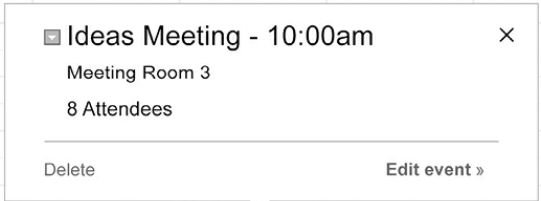 Ideas Meeting - 10:00am
Meeting Room 3
8 Attendees
Delete
Edit event »